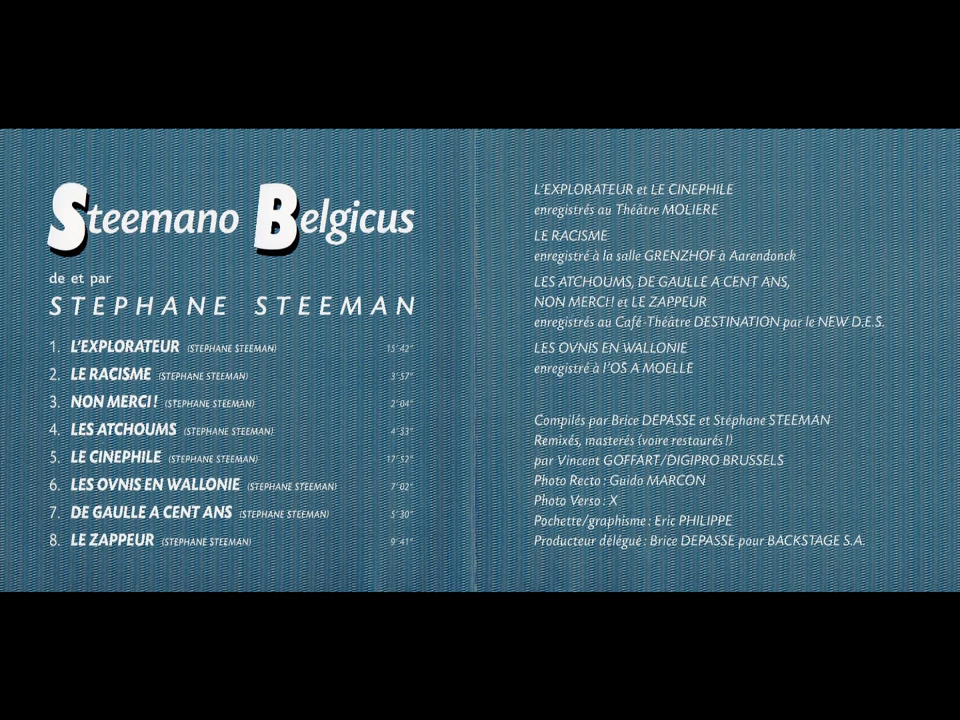 Steemano Belgicus
de et par
STEPHANE STEEMAN
1. L'EXPLORATEUR (STEPHANE STEEMAN) 15'42"
2. LE RACISME (STEPHANE STEEMAN) 3'57"
3. NON MERCI! (STEPHANE STEEMAN) 2'04"
4. LES ATCHOUMS (STEPHANE STEEMAN) 4'33"
5. LE CINEPHILE (STEPHANE STEEMAN) 17'52"
6. LES OVNIS EN WALLONIE (STEPHANE STEEMAN) 7'02"
7. DE GAULLE A CENT ANS (STEPHANE STEEMAN) 5'30"
8. LE ZAPPEUR (STEPHANE STEEMAN) 9'41"
L'EXPLORATEUR et LE CINEPHILE
enregistrés au Théâtre MOLIERE
LE RACISME
enregistré à la salle GRENZHOF à Aarendonck
LES ATCHOUMS, DE GAULLE A CENT ANS,
NON MERCI! et LE ZAPPEUR
enregistrés au Café-Théâtre DESTINATION par le NEW D.E.S.
LES OVNIS EN WALLONIE
enregistré à l'OS A MOELLE
Compilés par Brice DEPASSE et Stéphane STEEMAN
Remixés, masterés (voire restaurés!)
par Vincent GOFFART/DIGIPRO BRUSSELS
Photo Recto : Guido MARCON
Photo Verso : X
Pochette/graphisme : Eric PHILIPPE
Producteur délégué : Brice DEPASSE pour BACKSTAGE S.A.